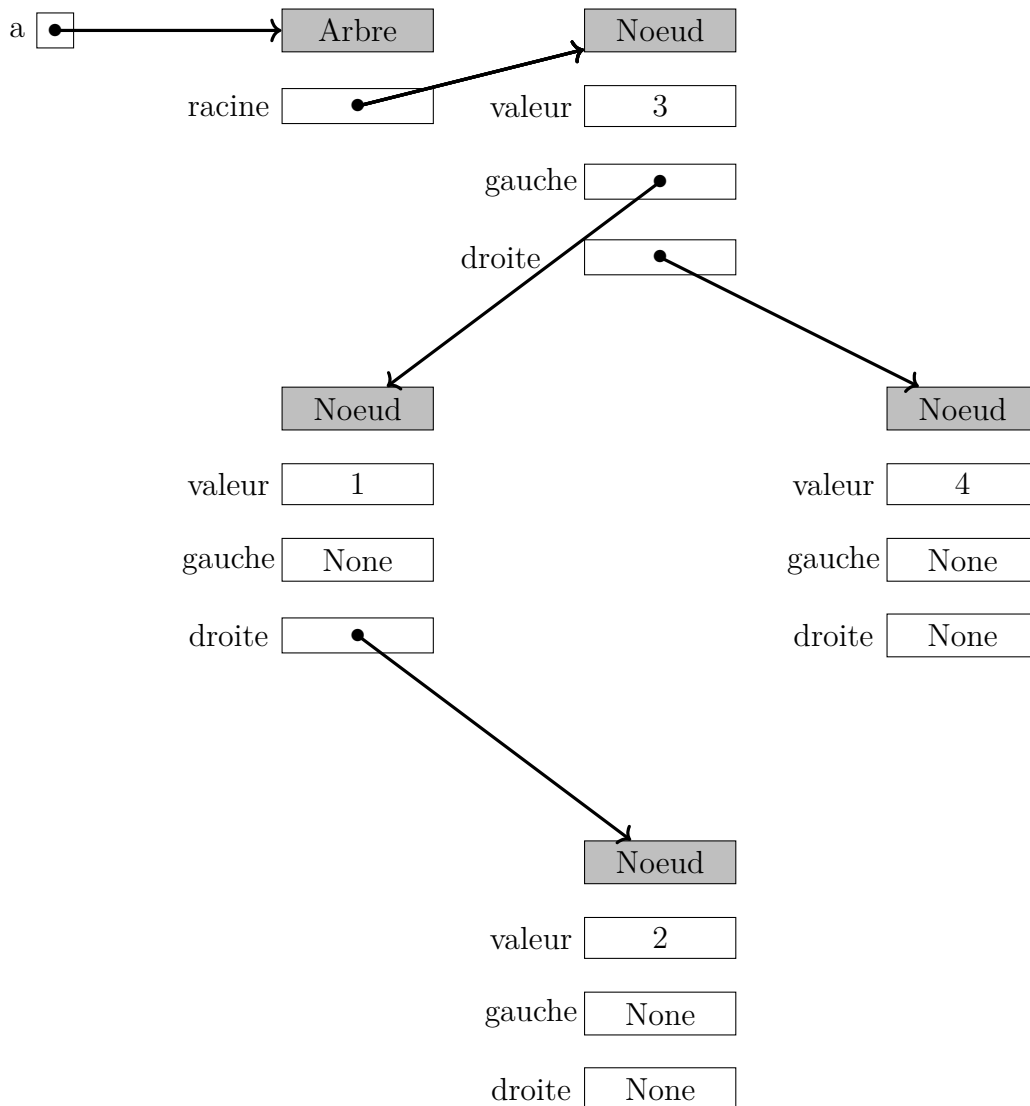 a Arbre Noeud
racine valeur 3
gauche
droite
Noeud Noeud
valeur 1 valeur 4
gauche None gauche None
droite droite None
Noeud
valeur 2
gauche None
droite None